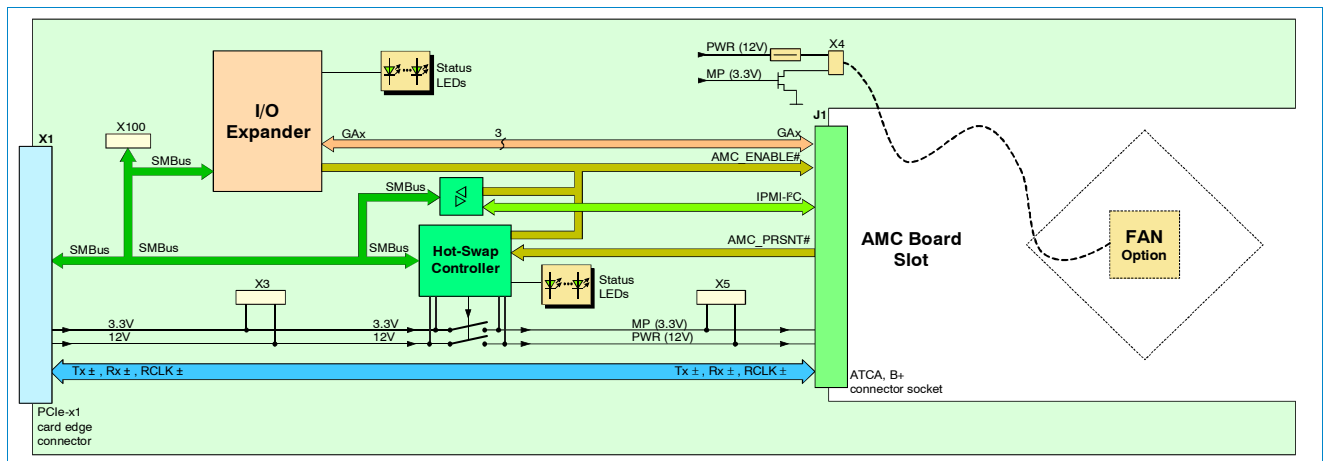 PWR (12V)
X4
MP (3.3V)
Status
LEDs
I/O
Expander
X1
X100
J1
GAx
3
GAx
SMBus
AMC_ENABLE#
SMBus
IPMI-I²C
SMBus
SMBus
SMBus
Hot-Swap
Controller
AMC_PRSNT#
AMC Board
Slot
FAN
Option
Status
LEDs
X3
X5
3.3V
3.3V
MP (3.3V)
12V
12V
PWR (12V)
Tx ± , Rx ± , RCLK ±
Tx ± , Rx ± , RCLK ±
ATCA, B+
connector socket
PCIe-x1
card edge
connector